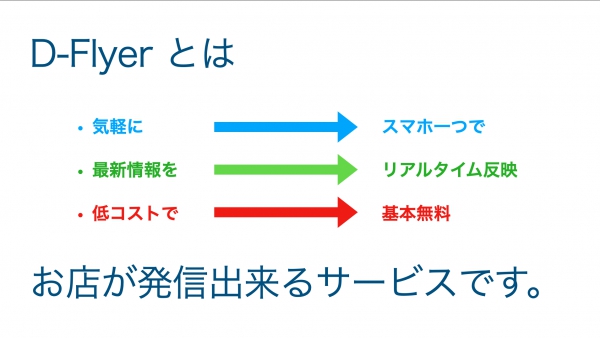 D-Flyer とは
• 気軽に スマホ一つで
• 最新情報を リアルタイム反映
• 低コストで 基本無料
お店が発信出来るサービスです。